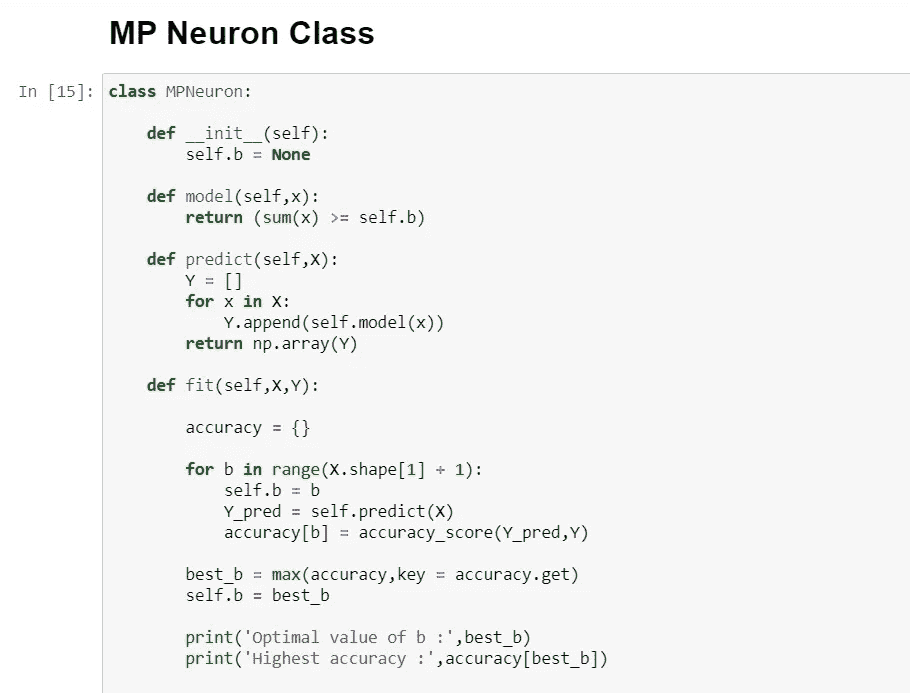 MP Neuron Class
In [15]: class MPNeuron:
    def __init__(self):
        self.b = None
    def model(self,x):
        return (sum(x) >= self.b)
    def predict(self,X):
        Y = []
        for x in X:
            Y.append(self.model(x))
        return np.array(Y)
    def fit(self,X,Y):
        accuracy = {}
        for b in range(X.shape[1] + 1):
            self.b = b
            Y_pred = self.predict(X)
            accuracy[b] = accuracy_score(Y_pred,Y)
        best_b = max(accuracy,key = accuracy.get)
        self.b = best_b
        print('Optimal value of b :',best_b)
        print('Highest accuracy :',accuracy[best_b])